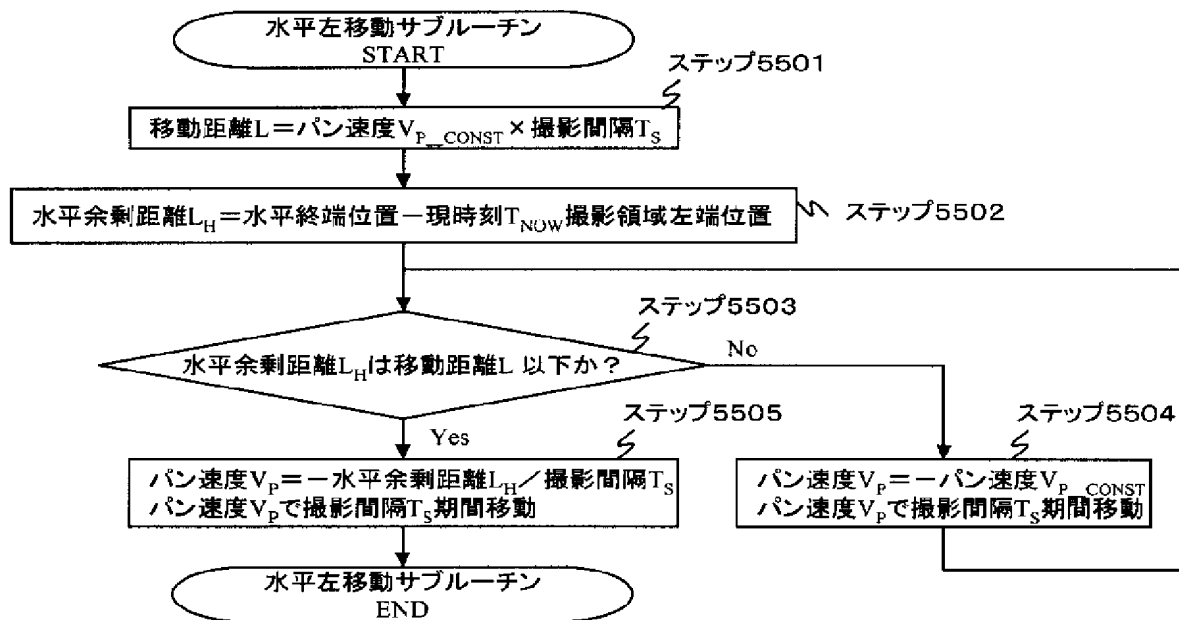 水平左移動サブルーチン
START
ステップ5501
移動距離L=パン速度V_P_CONST×撮影間隔T_S
水平余剰距離L_H=水平終端位置-現時刻T_NOW撮影領域左端位置
ステップ5502
ステップ5503
水平余剰距離L_Hは移動距離L 以下か?
No
Yes
ステップ5505
パン速度V_P=-水平余剰距離L_H/撮影間隔T_S
パン速度V_Pで撮影間隔T_S期間移動
ステップ5504
パン速度V_P=-パン速度V_P_CONST
パン速度V_Pで撮影間隔T_S期間移動
水平左移動サブルーチン
END